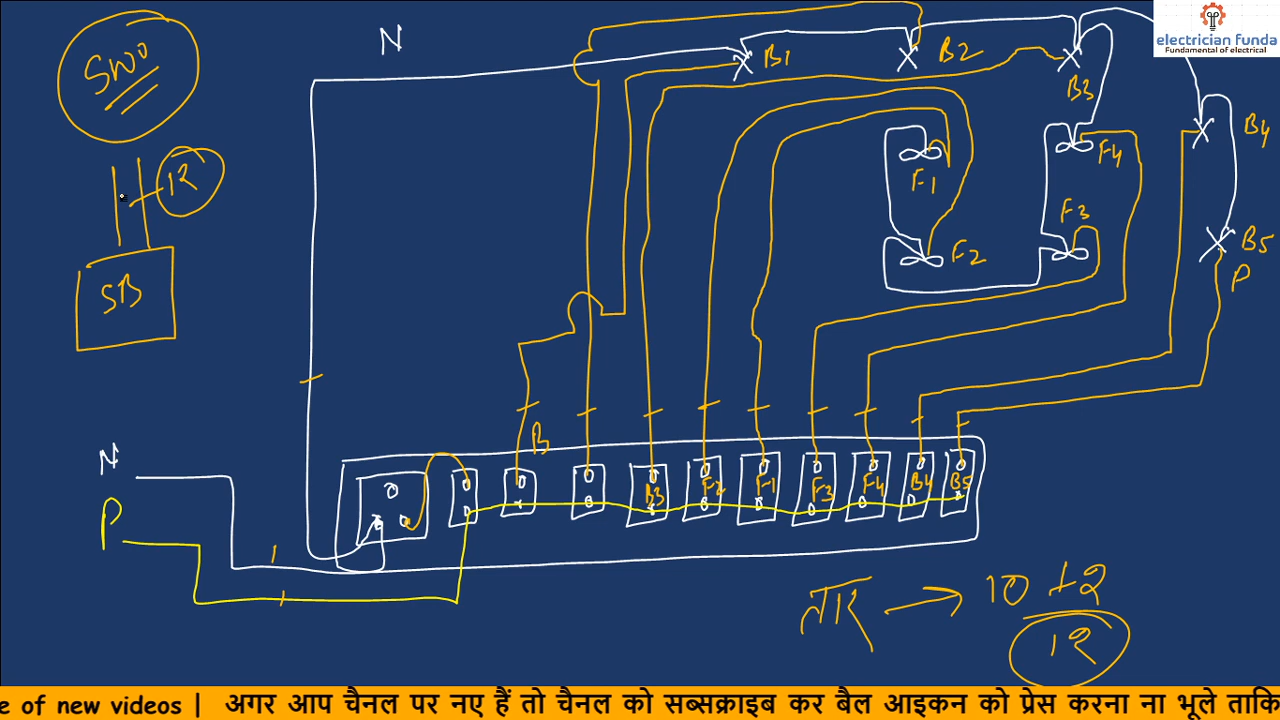 electrician funda
Fundamental of electrical
N
SWO
B1
B2
B3
B4
12
F1
F4
F3
F2
B5
P
SB
B
N
P
B3
F2
F1
F3
F4
B4
B5
तार → 10 +2
12
e of new videos | अगर आप चैनल पर नए हैं तो चैनल को सब्सक्राइब कर बैल आइकन को प्रेस करना ना भूले ताकि